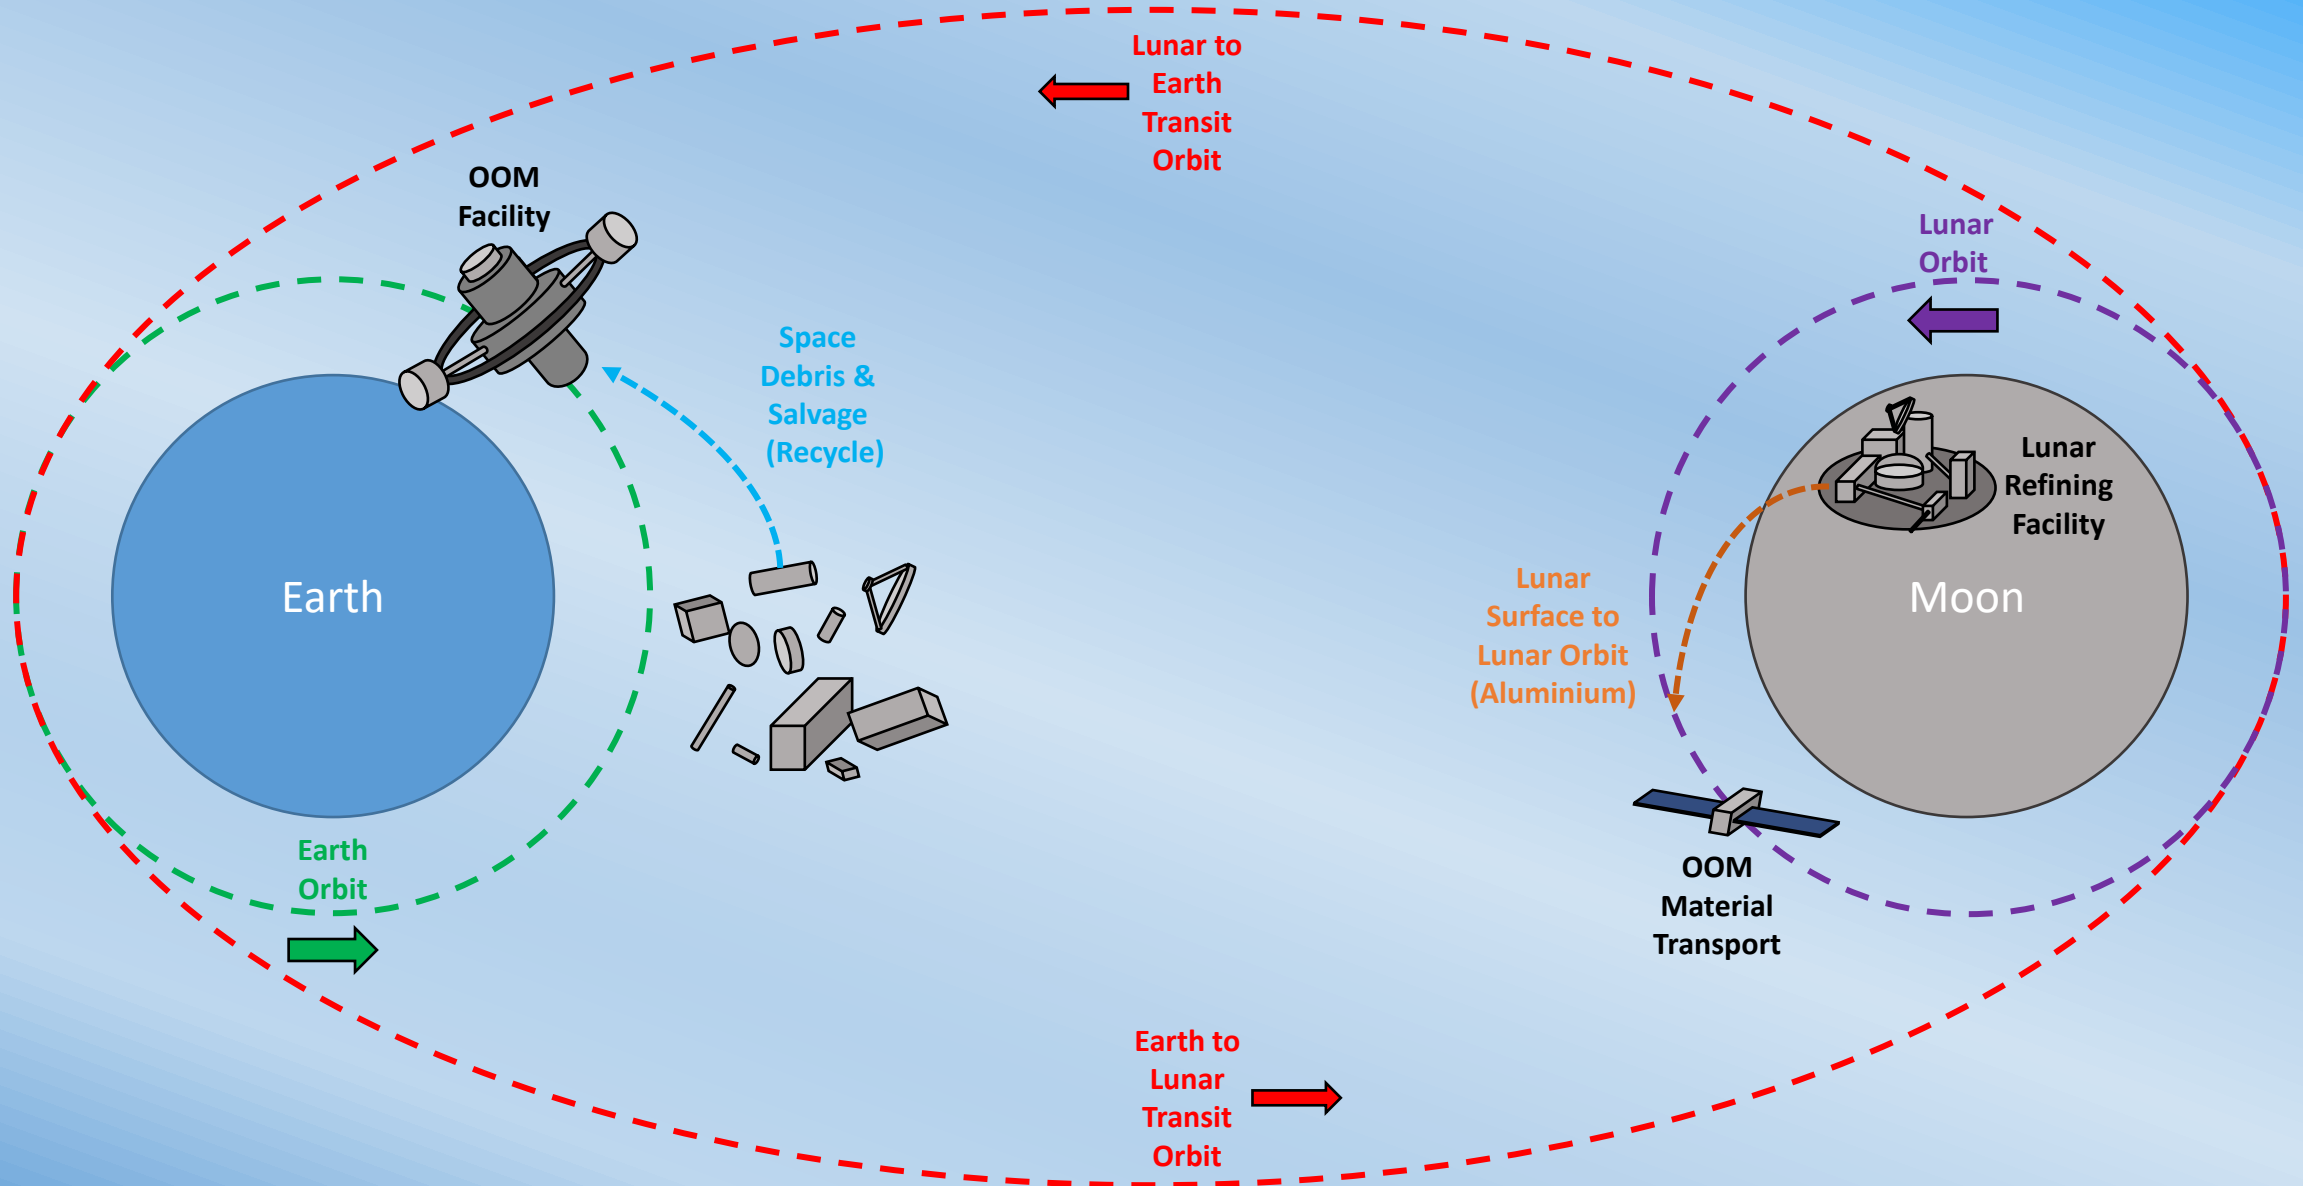 Lunar to
Earth
Transit
Orbit
OOM
Facility
Lunar
Orbit
Space
Debris &
Salvage
(Recycle)
Lunar
Refining
Facility
Earth
Moon
Lunar
Surface to
Lunar Orbit
(Aluminium)
Earth
Orbit
OOM
Material
Transport
Earth to
Lunar
Transit
Orbit